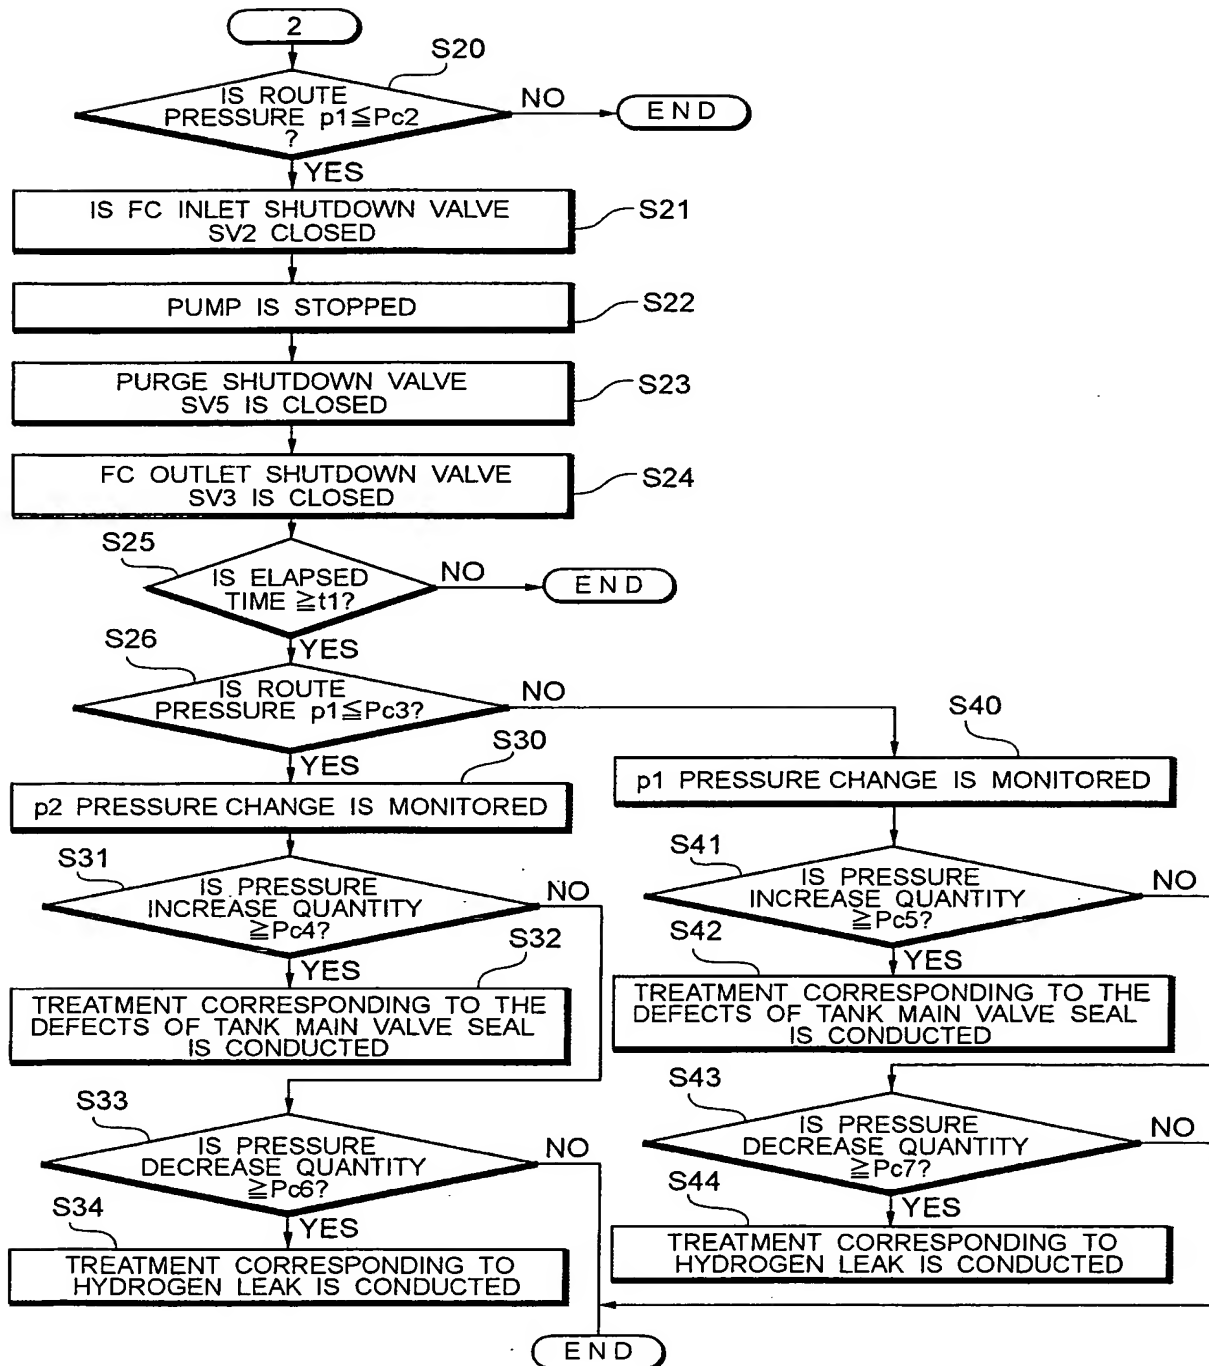 2
S20
IS ROUTE
PRESSURE p1≦Pc2
?
NO
END
YES
IS FC INLET SHUTDOWN VALVE
SV2 CLOSED
S21
PUMP IS STOPPED
S22
PURGE SHUTDOWN VALVE
SV5 IS CLOSED
S23
FC OUTLET SHUTDOWN VALVE
SV3 IS CLOSED
S24
S25
IS ELAPSED
TIME ≧t1?
NO
END
YES
S26
IS ROUTE
PRESSURE p1≦Pc3?
NO
YES
S30
p2 PRESSURE CHANGE IS MONITORED
S31
IS PRESSURE
INCREASE QUANTITY
≧Pc4?
NO
YES
S32
TREATMENT CORRESPONDING TO THE
DEFECTS OF TANK MAIN VALVE SEAL
IS CONDUCTED
S33
IS PRESSURE
DECREASE QUANTITY
≧Pc6?
NO
YES
S34
TREATMENT CORRESPONDING TO
HYDROGEN LEAK IS CONDUCTED
S40
p1 PRESSURE CHANGE IS MONITORED
S41
IS PRESSURE
INCREASE QUANTITY
≧Pc5?
NO
YES
S42
TREATMENT CORRESPONDING TO THE
DEFECTS OF TANK MAIN VALVE SEAL
IS CONDUCTED
S43
IS PRESSURE
DECREASE QUANTITY
≧Pc7?
NO
YES
S44
TREATMENT CORRESPONDING TO
HYDROGEN LEAK IS CONDUCTED
END